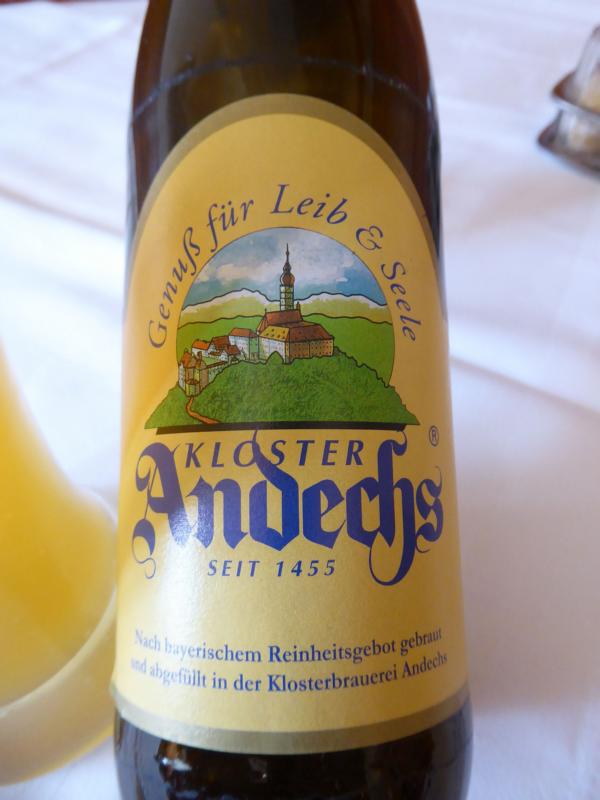 Genuß für Leib & Seele
KLOSTER
Andechs®
SEIT 1455
Nach bayerischem Reinheitsgebot gebraut
und abgefüllt in der Klosterbrauerei Andechs